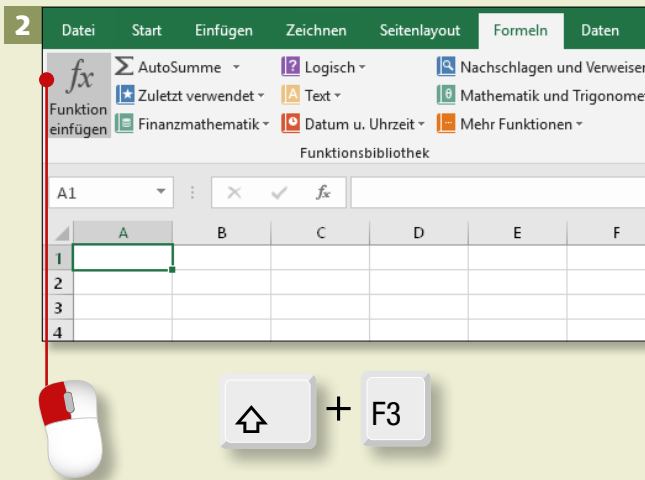 2
Datei Start Einfügen Zeichnen Seitenlayout Formeln Daten
fx Funktion einfügen
AutoSumme
Zuletzt verwendet
Finanzmathematik
Logisch
Text
Datum u. Uhrzeit
Nachschlagen und Verweisen
Mathematik und Trigonomet
Mehr Funktionen
Funktionsbibliothek
A1 fx
A B C D E F
1
2
3
4
+ F3